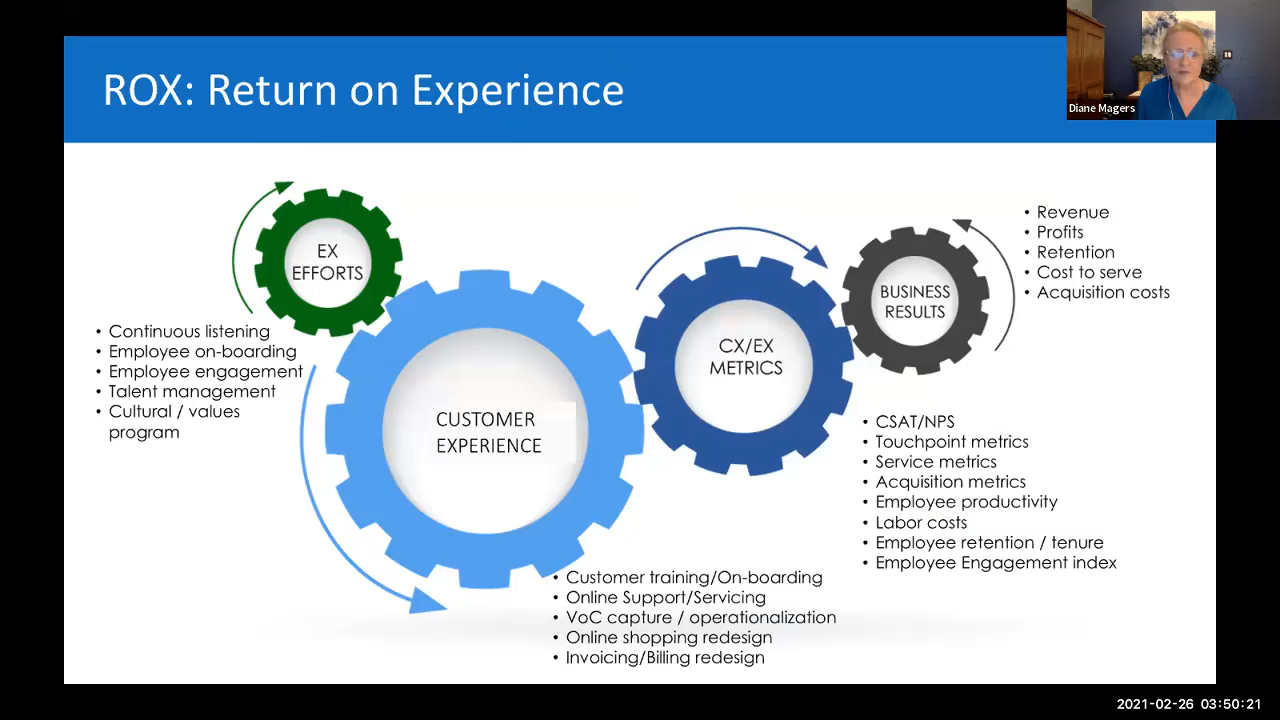 ROX: Return on Experience
Diane Magers
EX
EFFORTS
• Continuous listening
• Employee on-boarding
• Employee engagement
• Talent management
• Cultural / values
program
CUSTOMER
EXPERIENCE
• Customer training/On-boarding
• Online Support/Servicing
• VoC capture / operationalization
• Online shopping redesign
• Invoicing/Billing redesign
CX/EX
METRICS
• CSAT/NPS
• Touchpoint metrics
• Service metrics
• Acquisition metrics
• Employee productivity
• Labor costs
• Employee retention / tenure
• Employee Engagement index
BUSINESS
RESULTS
• Revenue
• Profits
• Retention
• Cost to serve
• Acquisition costs
2021-02-26 03:50:21